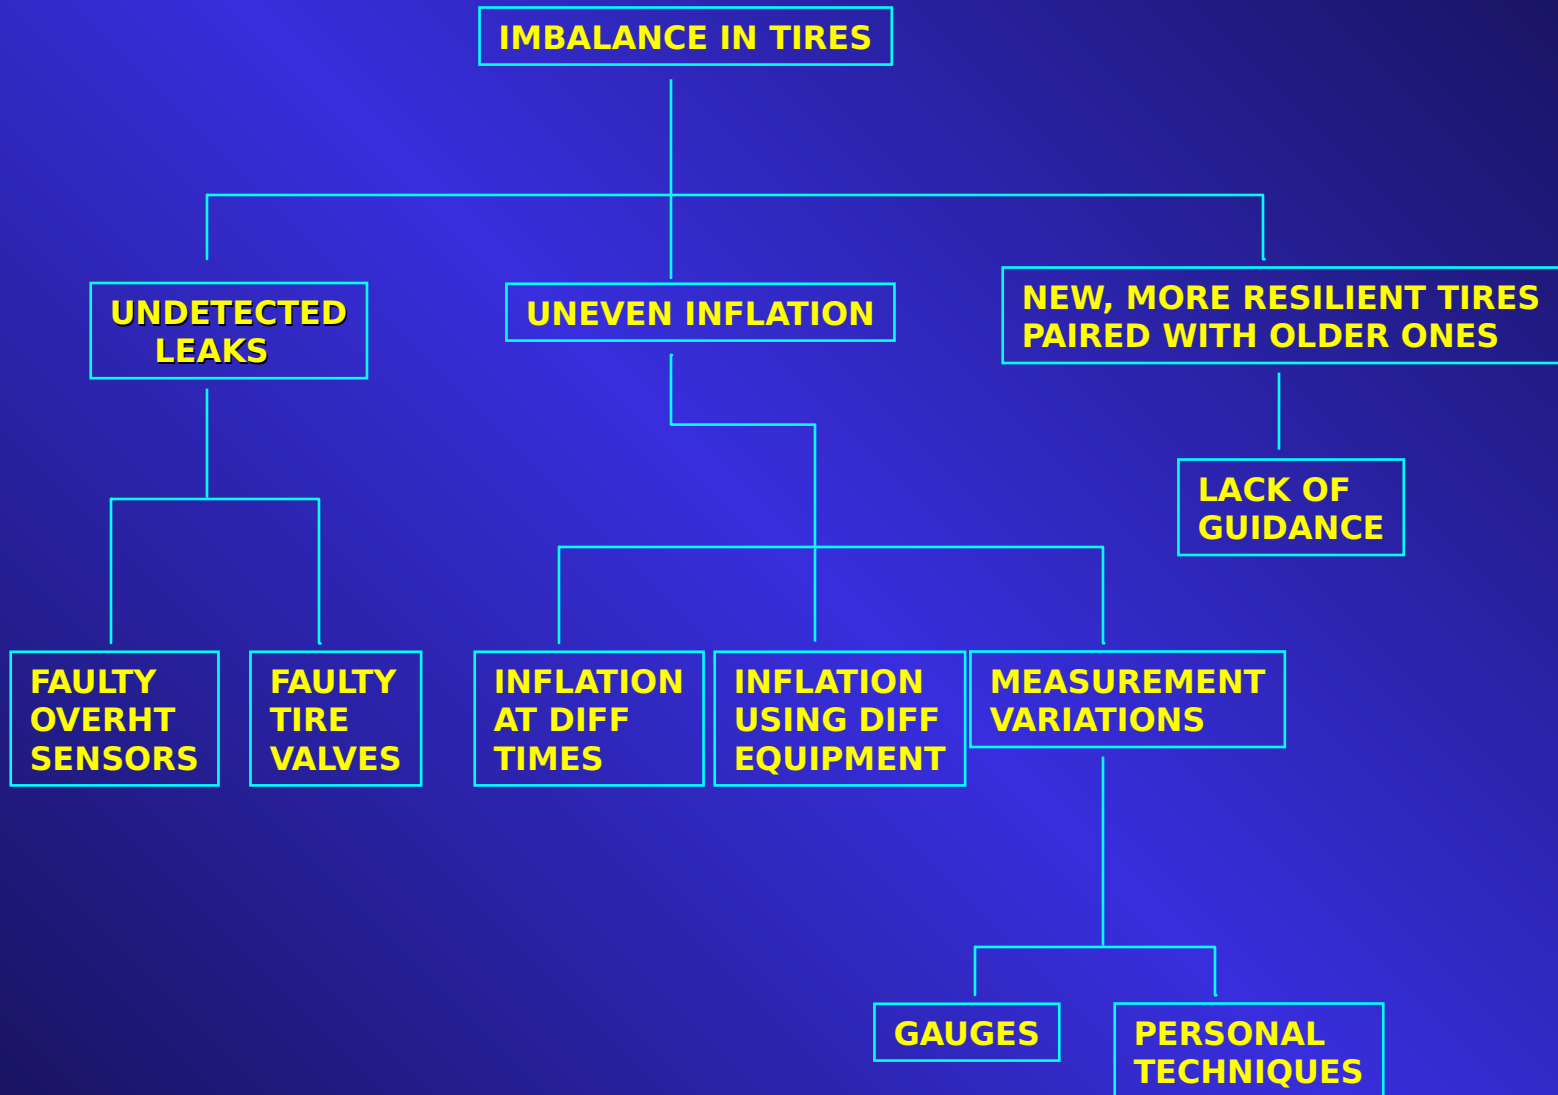 IMBALANCE IN TIRES
UNDETECTED
LEAKS
UNEVEN INFLATION
NEW, MORE RESILIENT TIRES
PAIRED WITH OLDER ONES
LACK OF
GUIDANCE
FAULTY
OVERHT
SENSORS
FAULTY
TIRE
VALVES
INFLATION
AT DIFF
TIMES
INFLATION
USING DIFF
EQUIPMENT
MEASUREMENT
VARIATIONS
GAUGES
PERSONAL
TECHNIQUES